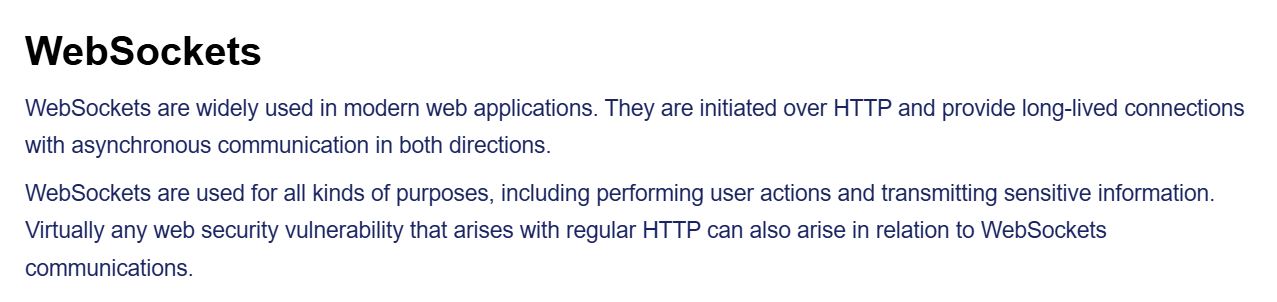 WebSockets
WebSockets are widely used in modern web applications. They are initiated over HTTP and provide long-lived connections
with asynchronous communication in both directions.
WebSockets are used for all kinds of purposes, including performing user actions and transmitting sensitive information.
Virtually any web security vulnerability that arises with regular HTTP can also arise in relation to WebSockets
communications.